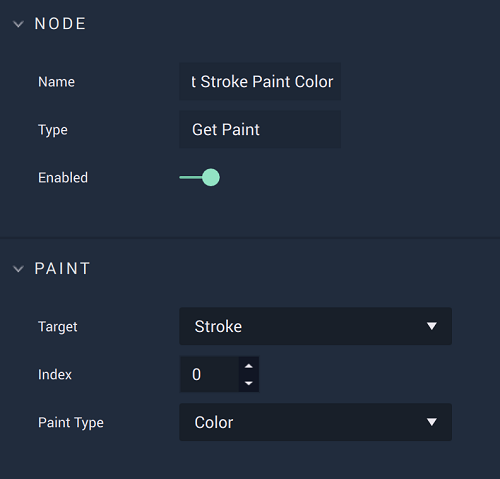 NODE
Name t Stroke Paint Color
Type Get Paint
Enabled
PAINT
Target Stroke
Index 0
Paint Type Color